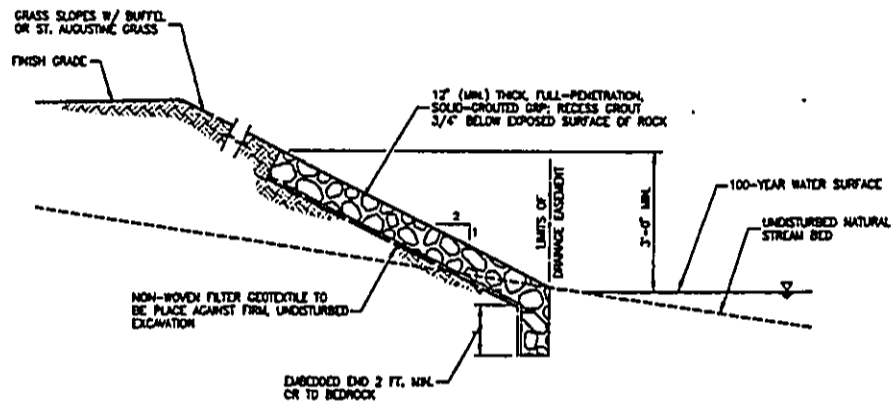 GRASS SLOPES W/ BUFFEL
OR ST. AUGUSTINE GRASS
FINISH GRADE
12" (MIN.) THICK, FULL-PENETRATION,
SOLID-GROUTED GRP; RECESS GROUT
3/4" BELOW EXPOSED SURFACE OF ROCK
2
1
LIMITS OF
DRAINAGE EASEMENT
3'-0" MIN.
100-YEAR WATER SURFACE
UNDISTURBED NATURAL
STREAM BED
NON-WOVEN FILTER GEOTEXTILE TO
BE PLACE AGAINST FIRM, UNDISTURBED
EXCAVATION
EMBEDDED END 2 FT. MIN.
OR TO BEDROCK